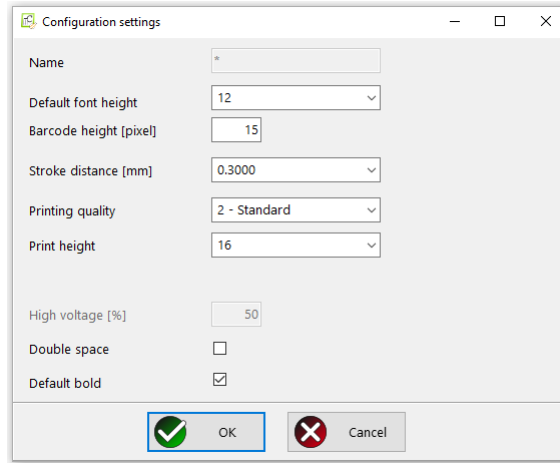 Configuration settings
Name *
Default font height 12
Barcode height [pixel] 15
Stroke distance [mm] 0.3000
Printing quality 2 - Standard
Print height 16
High voltage [%] 50
Double space
Default bold
OK Cancel